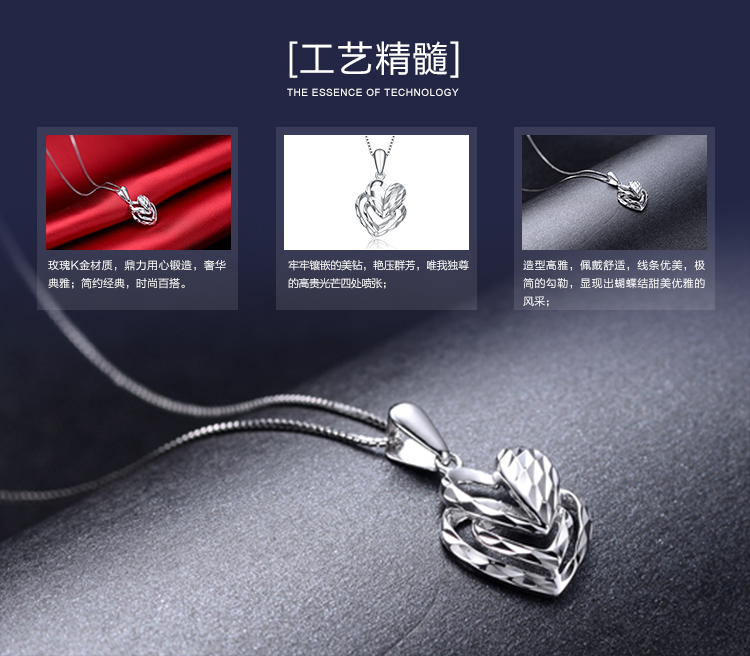 [工艺精髓]
THE ESSENCE OF TECHNOLOGY
玫瑰K金材质，鼎力用心锻造，奢华
典雅；简约经典，时尚百搭。
牢牢镶嵌的美钻，艳压群芳，唯我独尊
的高贵光芒四处喷张；
造型高雅，佩戴舒适，线条优美，极
简的勾勒，显现出蝴蝶结甜美优雅的
风采；